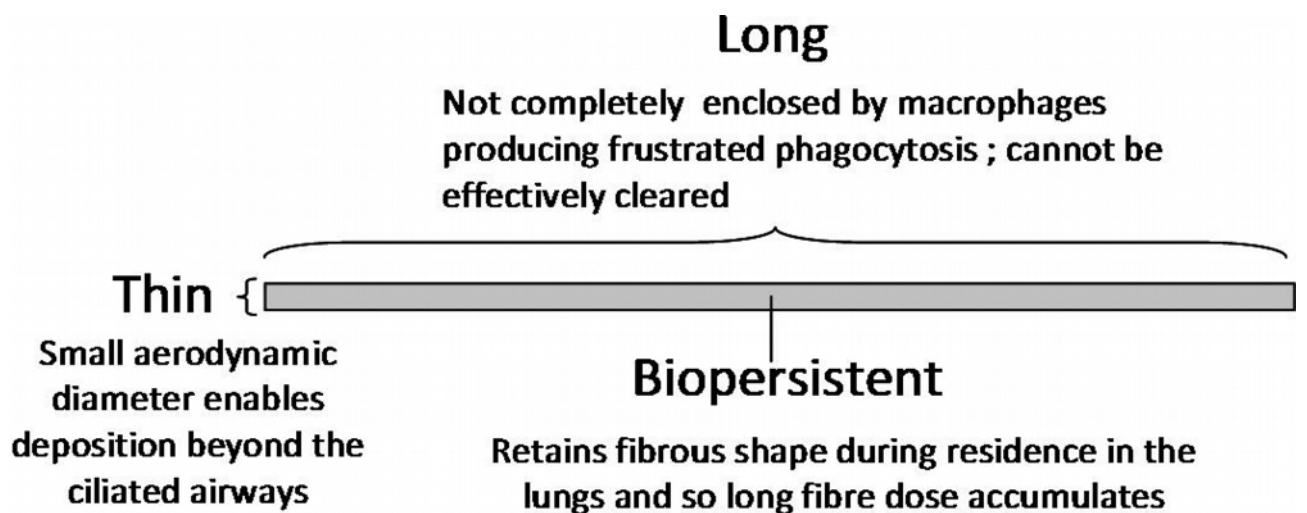 Long
Not completely enclosed by macrophages
producing frustrated phagocytosis ; cannot be
effectively cleared
Thin
Small aerodynamic
diameter enables
deposition beyond the
ciliated airways
Biopersistent
Retains fibrous shape during residence in the
lungs and so long fibre dose accumulates